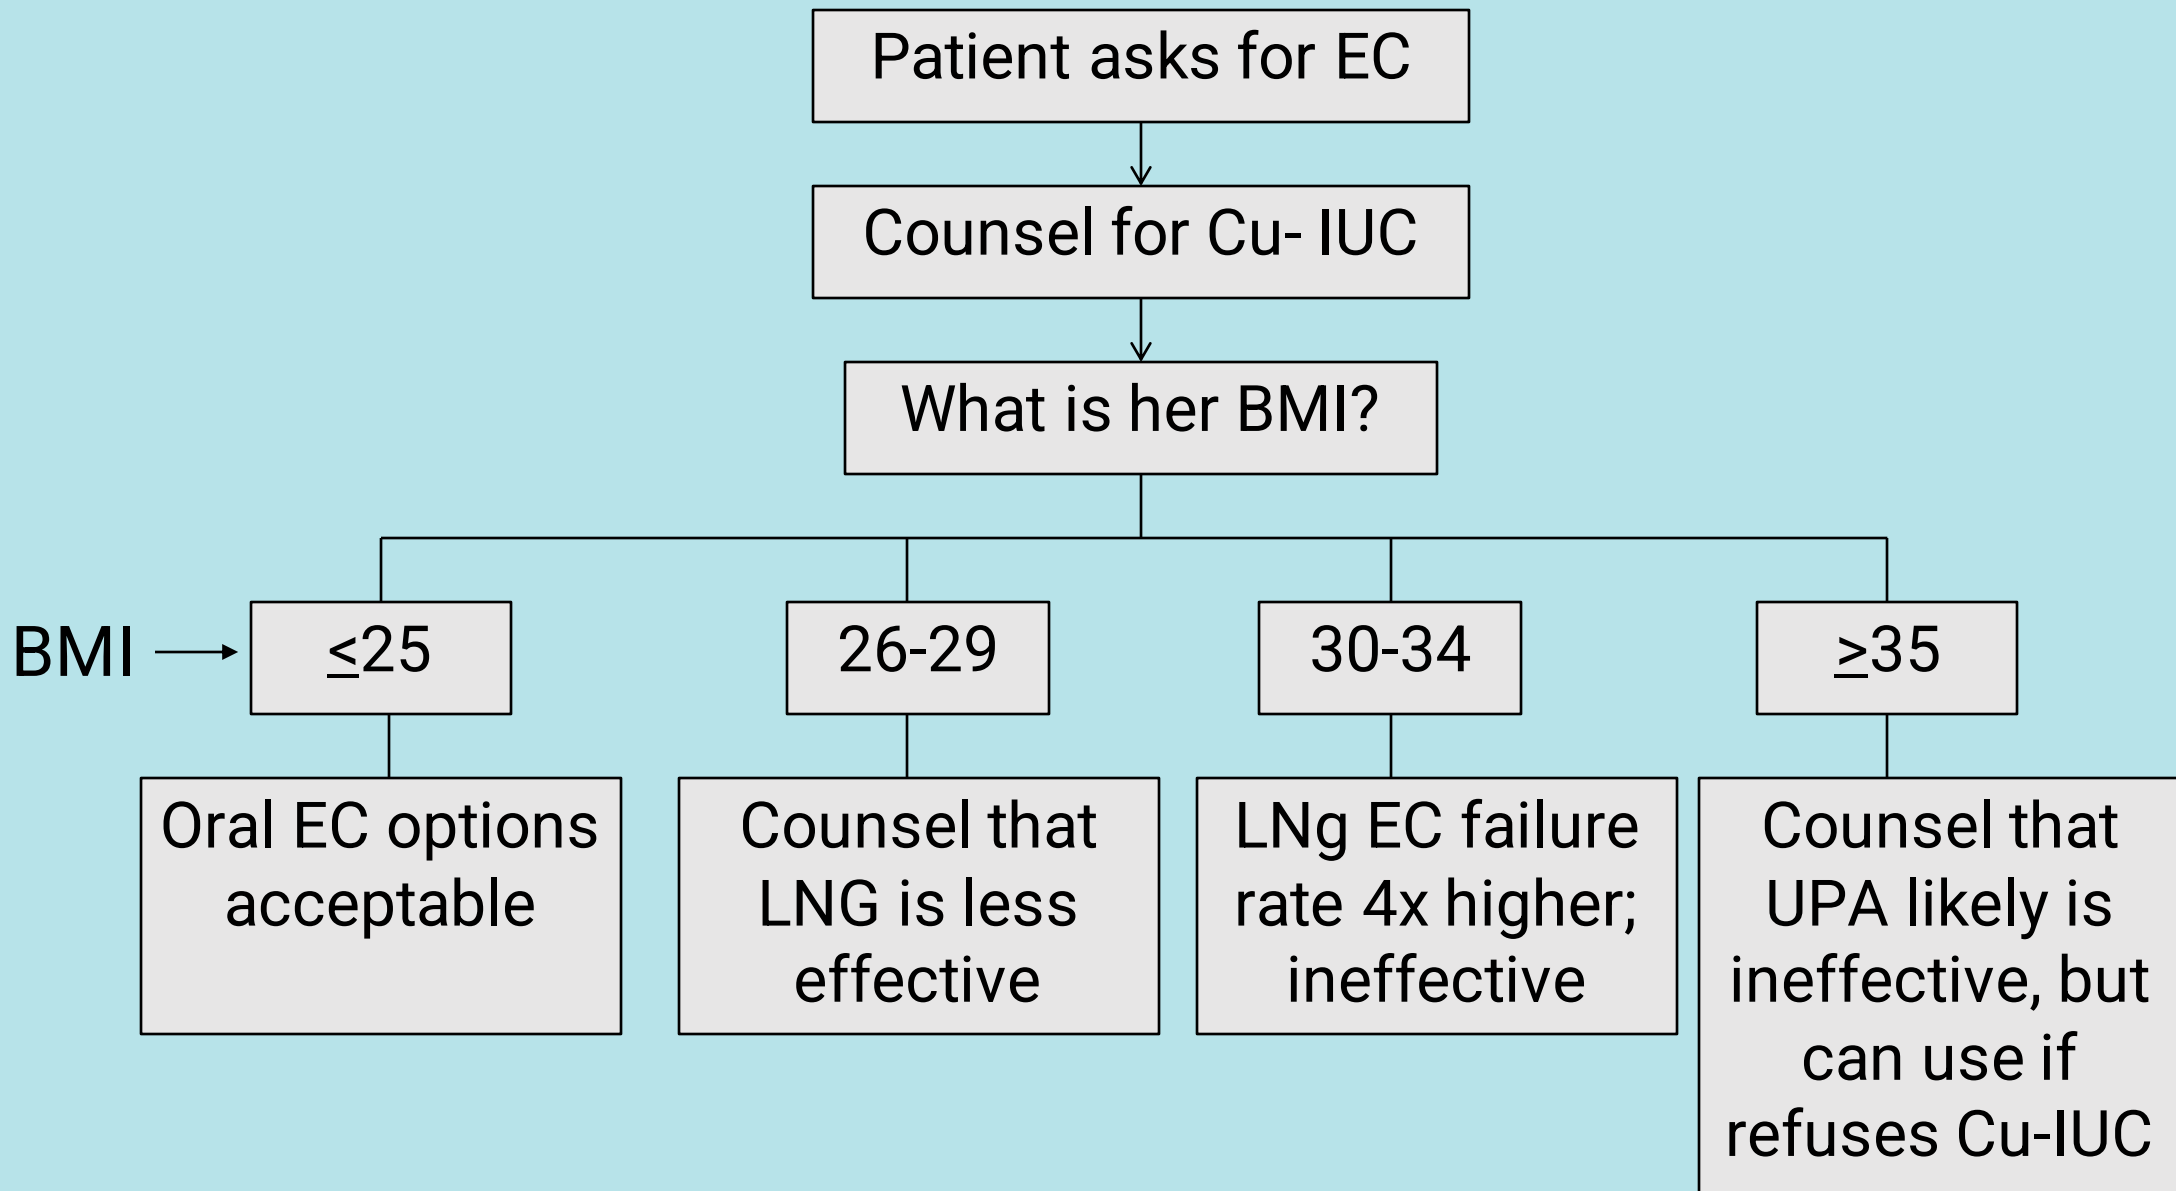 Patient asks for EC
Counsel for Cu- IUC
What is her BMI?
BMI
≤25
26-29
30-34
≥35
Oral EC options
acceptable
Counsel that
LNG is less
effective
LNg EC failure
rate 4x higher;
ineffective
Counsel that
UPA likely is
ineffective, but
can use if
refuses Cu-IUC